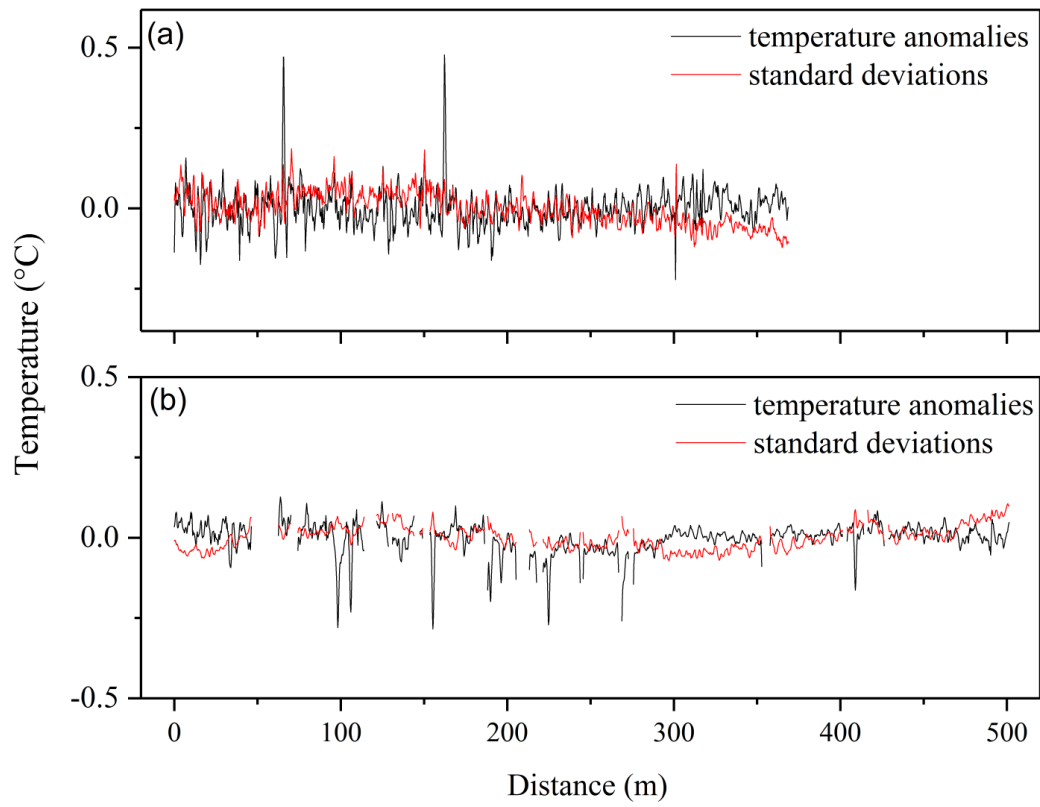 (a)
temperature anomalies
standard deviations
0.5
0.0
(b)
temperature anomalies
standard deviations
0.5
0.0
-0.5
0 100 200 300 400 500
Temperature (°C)
Distance (m)